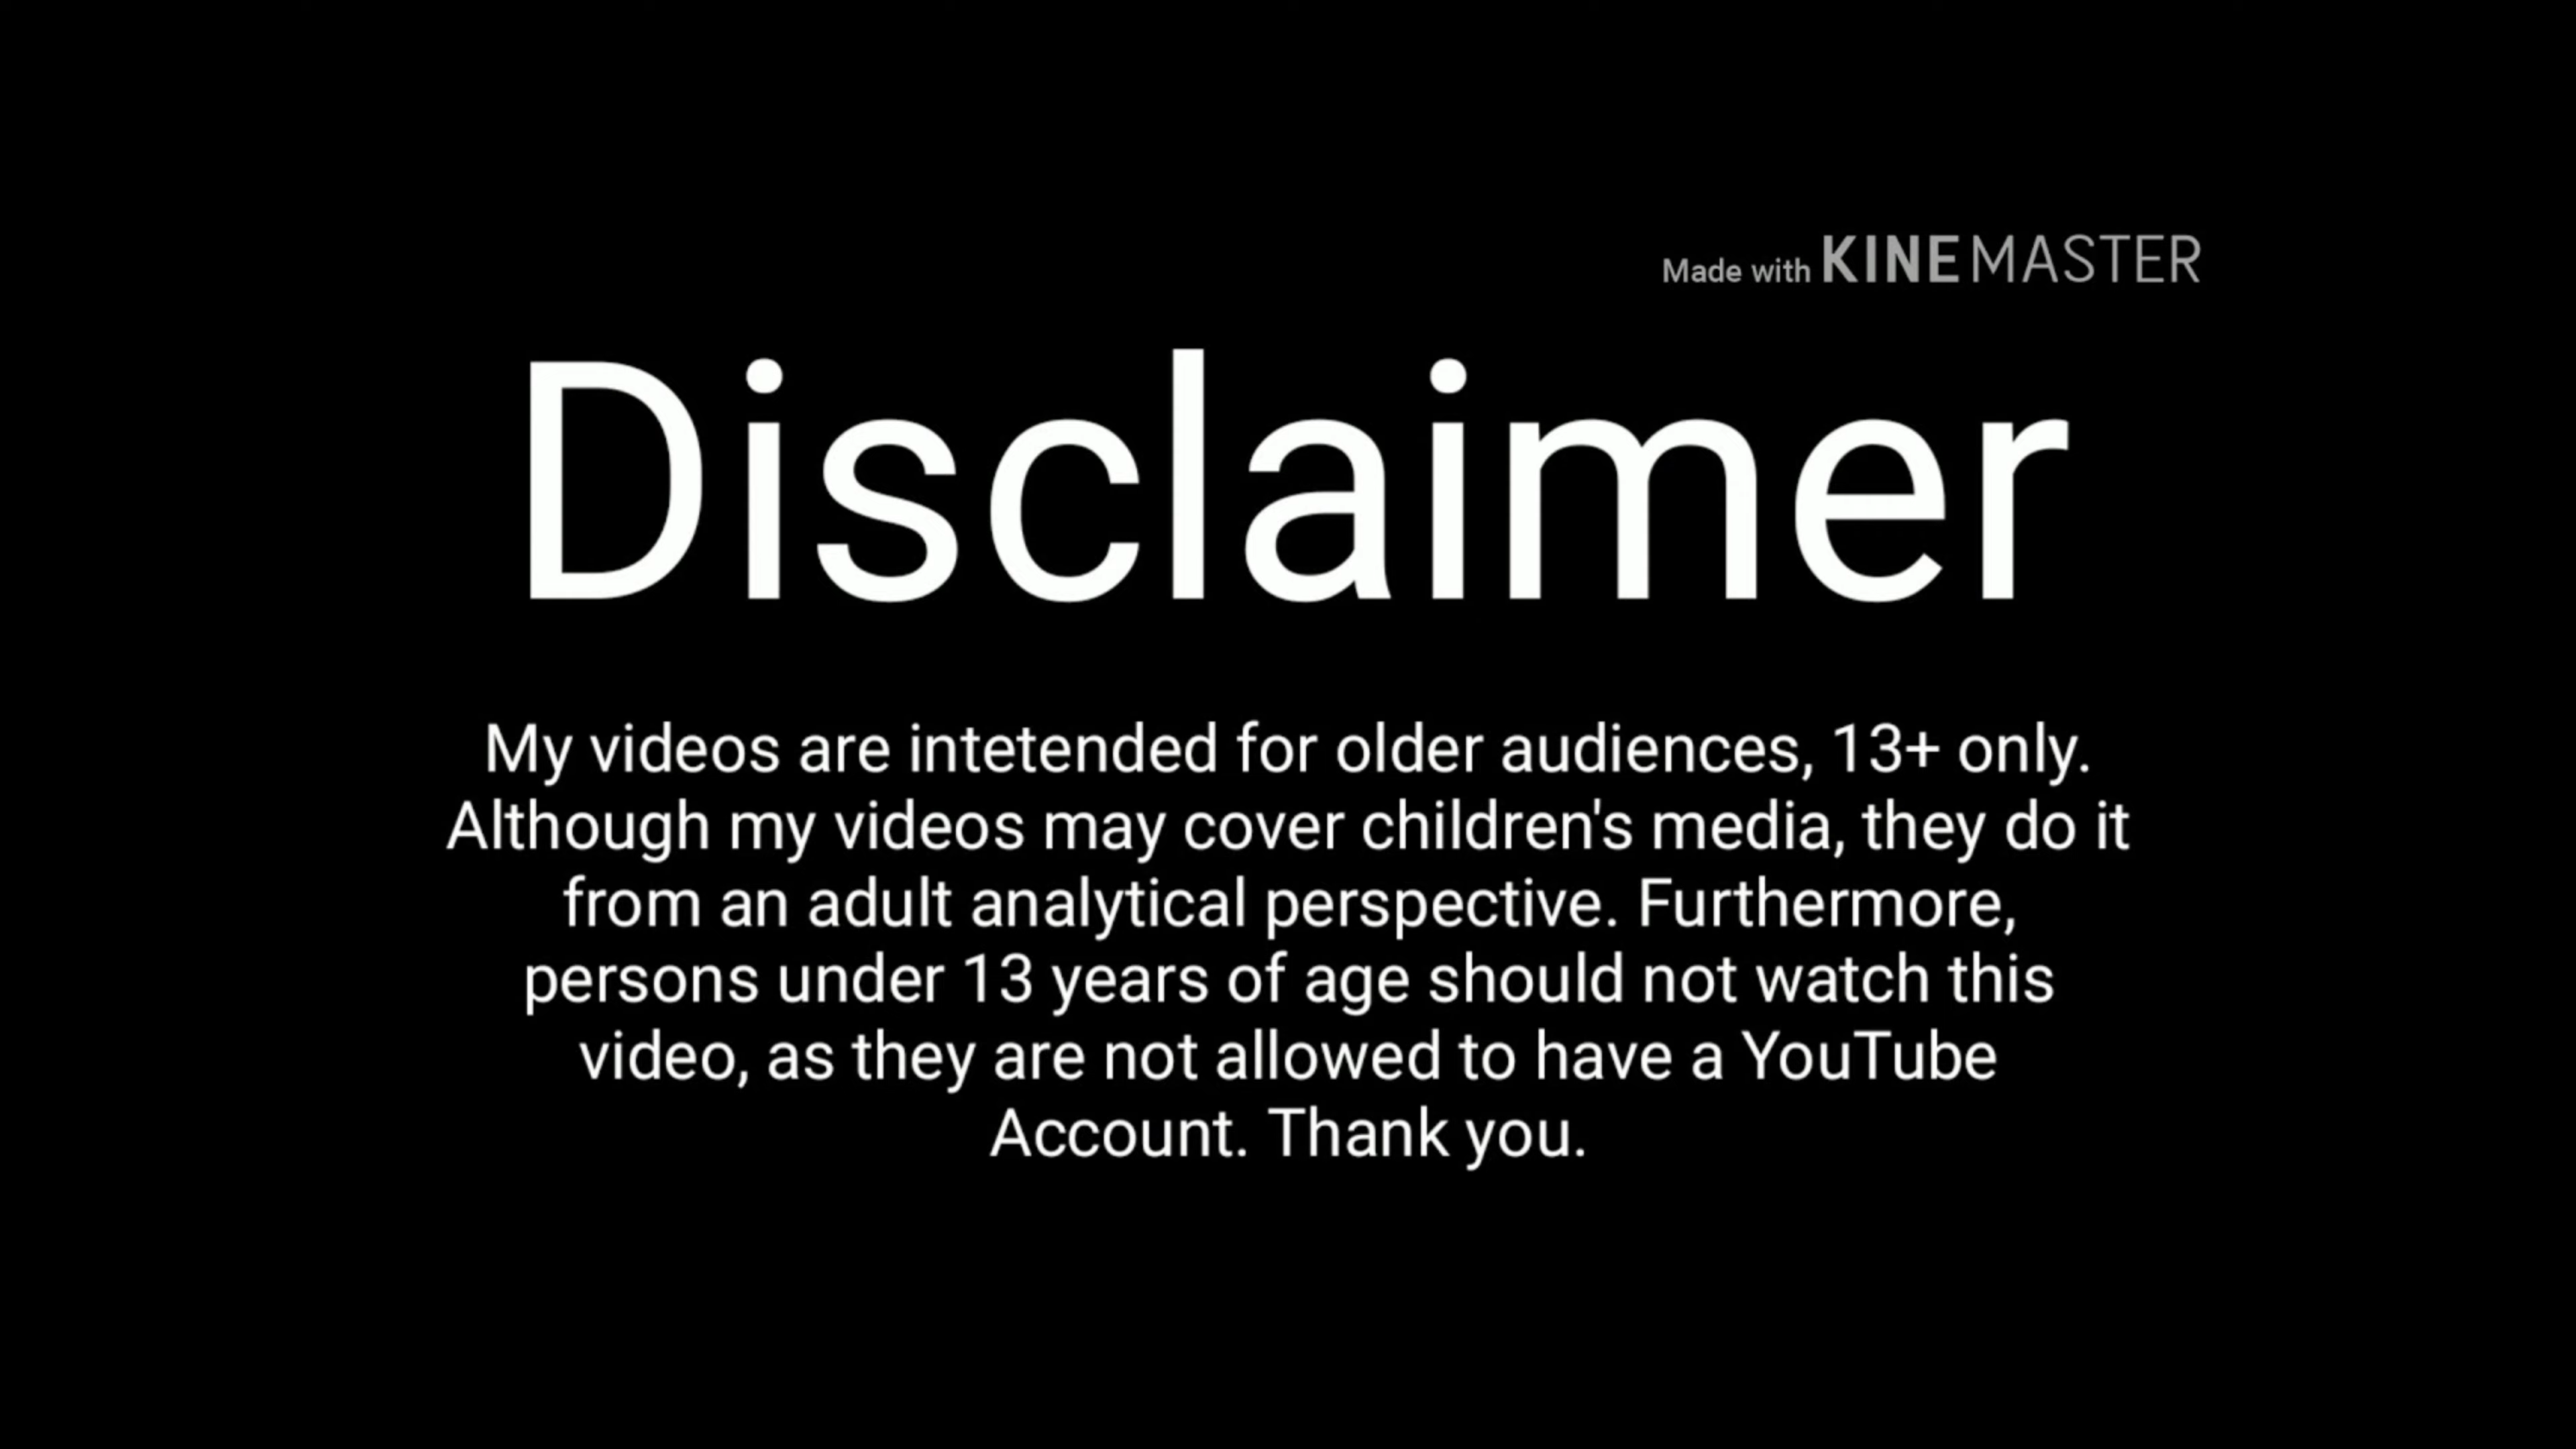 Made with KINEMASTER
Disclaimer
My videos are intetended for older audiences, 13+ only.
Although my videos may cover children's media, they do it
from an adult analytical perspective. Furthermore,
persons under 13 years of age should not watch this
video, as they are not allowed to have a YouTube
Account. Thank you.